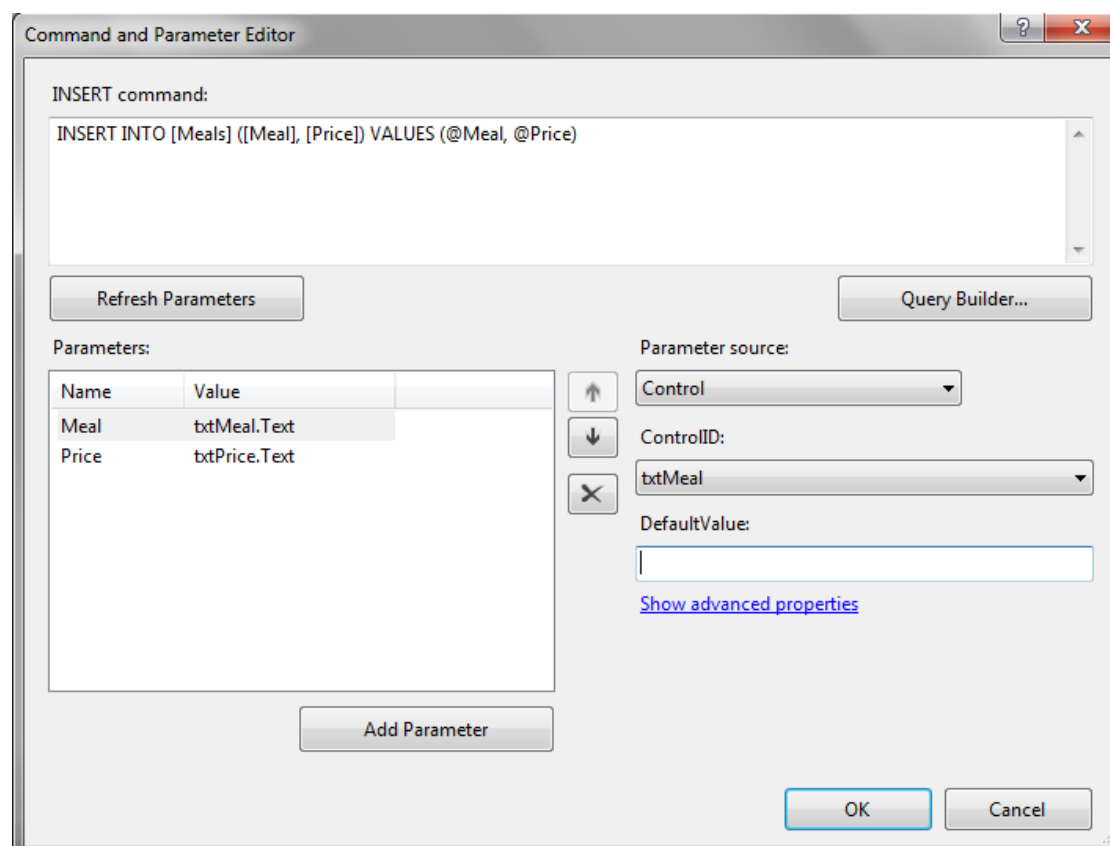 Command and Parameter Editor
INSERT command:
INSERT INTO [Meals] ([Meal], [Price]) VALUES (@Meal, @Price)
Refresh Parameters
Query Builder...
Parameters:
Parameter source:
Name Value
Control
Meal txtMeal.Text
ControlID:
Price txtPrice.Text
txtMeal
DefaultValue:
Show advanced properties
Add Parameter
OK Cancel